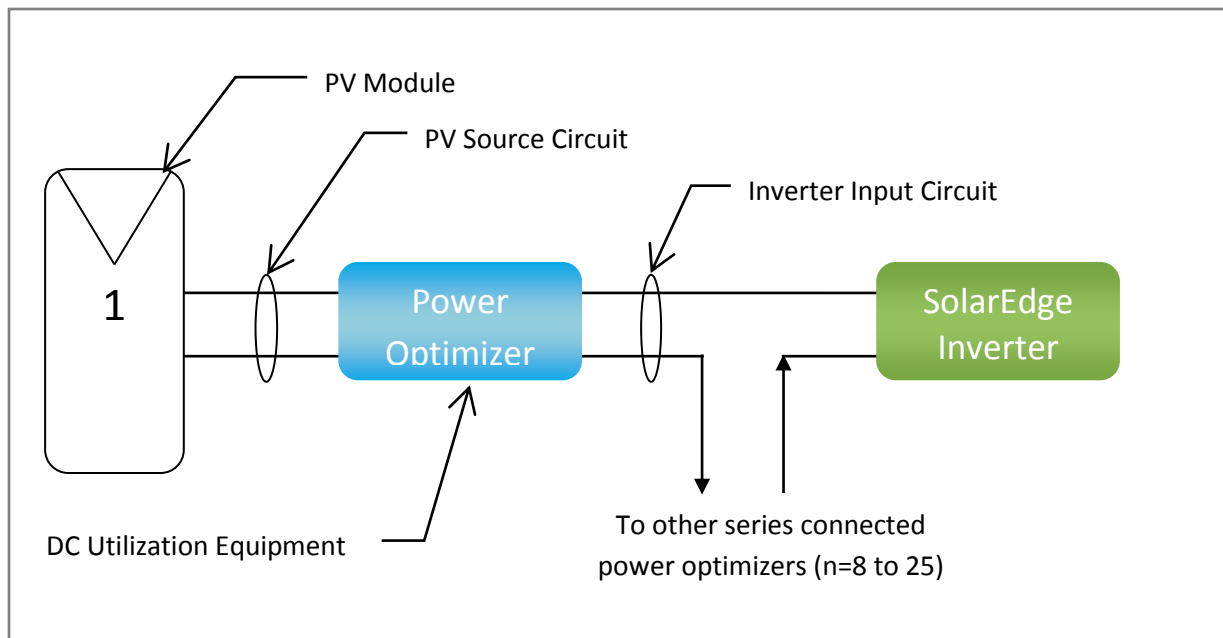 PV Module
PV Source Circuit
Inverter Input Circuit
1
Power
Optimizer
SolarEdge
Inverter
DC Utilization Equipment
To other series connected
power optimizers (n=8 to 25)